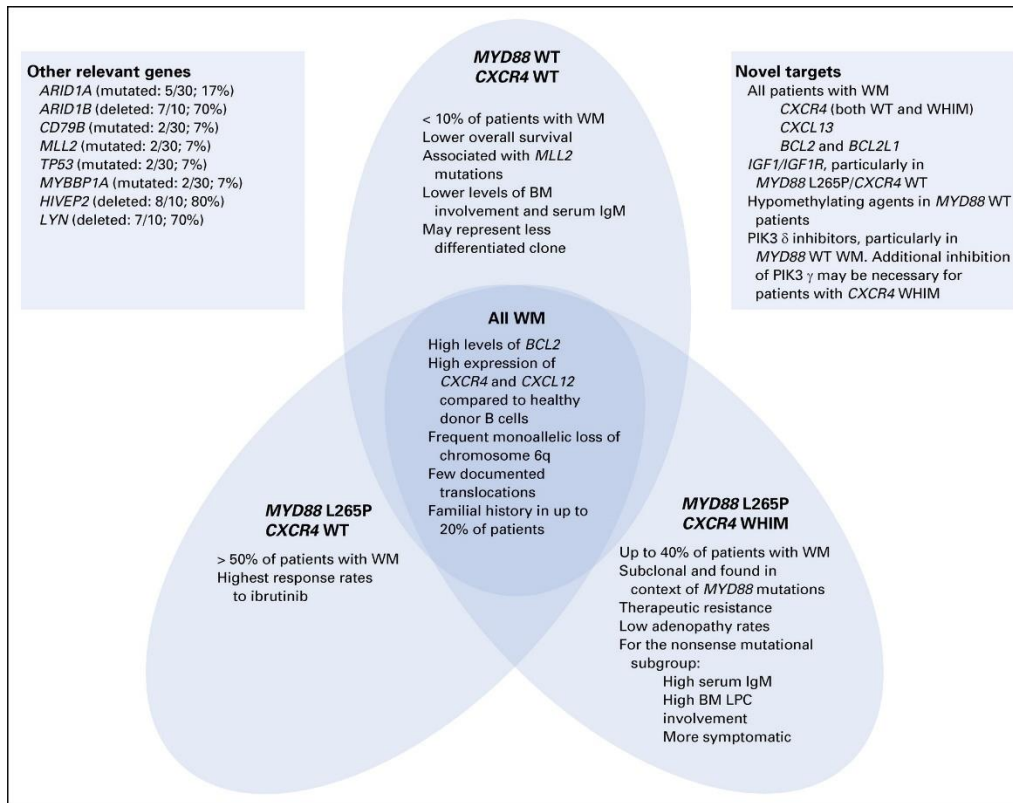 Other relevant genes
ARID1A (mutated: 5/30; 17%)
ARID1B (deleted: 7/10; 70%)
CD79B (mutated: 2/30; 7%)
MLL2 (mutated: 2/30; 7%)
TP53 (mutated: 2/30; 7%)
MYBBP1A (mutated: 2/30; 7%)
HIVEP2 (deleted: 8/10; 80%)
LYN (deleted: 7/10; 70%)
MYD88 WT
CXCR4 WT
< 10% of patients with WM
Lower overall survival
Associated with MLL2
mutations
Lower levels of BM
involvement and serum IgM
May represent less
differentiated clone
Novel targets
All patients with WM
CXCR4 (both WT and WHIM)
CXCL13
BCL2 and BCL2L1
IGF1/IGF1R, particularly in
MYD88 L265P/CXCR4 WT
Hypomethylating agents in MYD88 WT
patients
PIK3 δ inhibitors, particularly in
MYD88 WT WM. Additional inhibition
of PIK3 γ may be necessary for
patients with CXCR4 WHIM
All WM
High levels of BCL2
High expression of
CXCR4 and CXCL12
compared to healthy
donor B cells
Frequent monoallelic loss of
chromosome 6q
Few documented
translocations
Familial history in up to
20% of patients
MYD88 L265P
CXCR4 WT
> 50% of patients with WM
Highest response rates
to ibrutinib
MYD88 L265P
CXCR4 WHIM
Up to 40% of patients with WM
Subclonal and found in
context of MYD88 mutations
Therapeutic resistance
Low adenopathy rates
For the nonsense mutational
subgroup:
High serum IgM
High BM LPC
involvement
More symptomatic